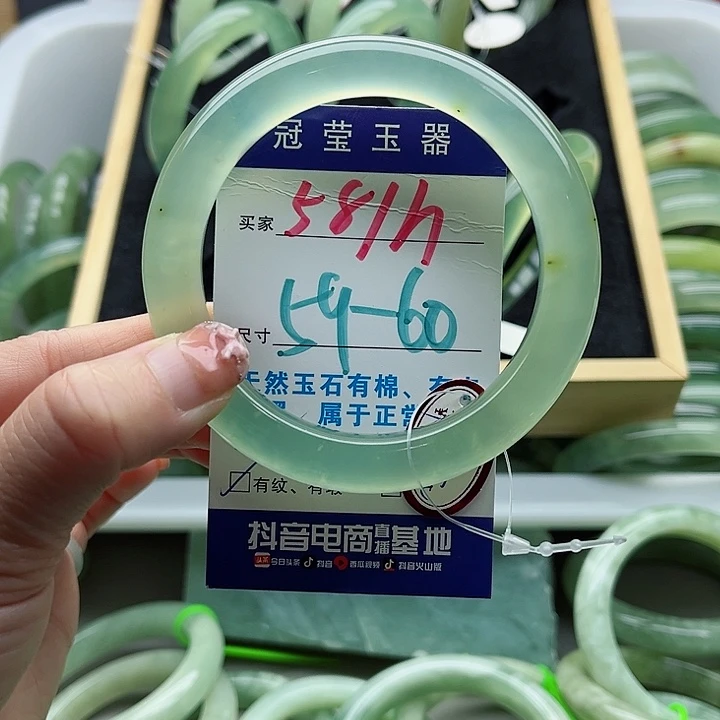 冠莹玉器
买家 581h
尺寸 59-60
天然玉石有棉、有
属于正常
有纹、有
抖音电商直播基地
今日头条 抖音 西瓜视频 抖音火山版